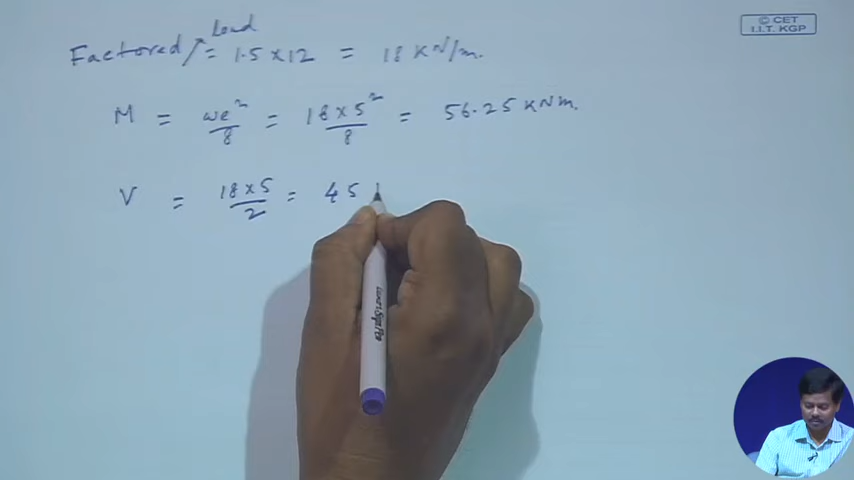 © CET
I.I.T. KGP
Factored Load = 1.5 × 12 = 18 kN/m.
M = we²/8 = 18 × 5²/8 = 56.25 kNm.
V = 18 × 5/2 = 45